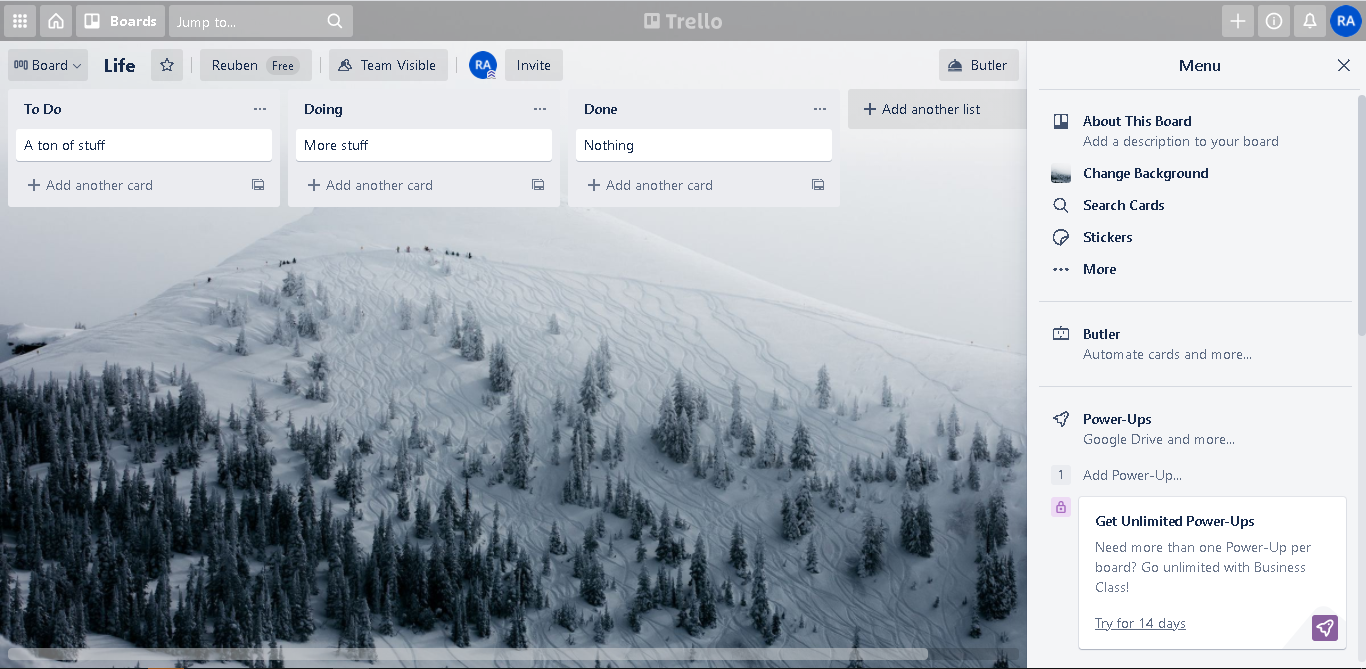 Boards
Jump to...
Trello
RA
Board
Life
Reuben
Free
Team Visible
RA
Invite
Butler
To Do
A ton of stuff
Add another card
Doing
More stuff
Add another card
Done
Nothing
Add another card
Add another list
Menu
About This Board
Add a description to your board
Change Background
Search Cards
Stickers
More
Butler
Automate cards and more...
Power-Ups
Google Drive and more...
1
Add Power-Up...
Get Unlimited Power-Ups
Need more than one Power-Up per
board? Go unlimited with Business
Class!
Try for 14 days